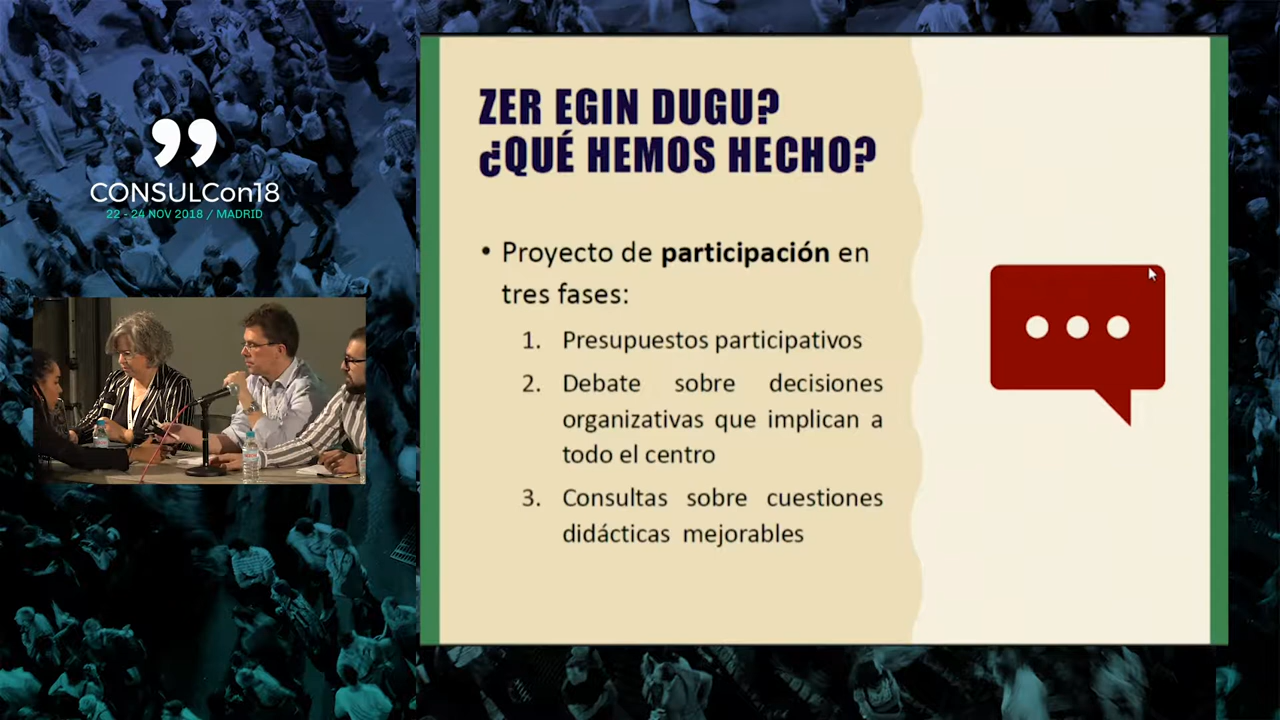 CONSULCon18
22 - 24 NOV 2018 / MADRID
ZER EGIN DUGU?
¿QUÉ HEMOS HECHO?
• Proyecto de participación en
tres fases:
1. Presupuestos participativos
2. Debate sobre decisiones
organizativas que implican a
todo el centro
3. Consultas sobre cuestiones
didácticas mejorables